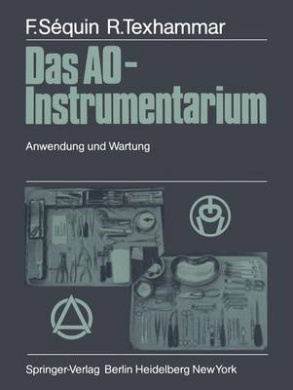 F.Séquin R.Texhammar
Das AO-
Instrumentarium
Anwendung und Wartung
Springer-Verlag Berlin Heidelberg New York